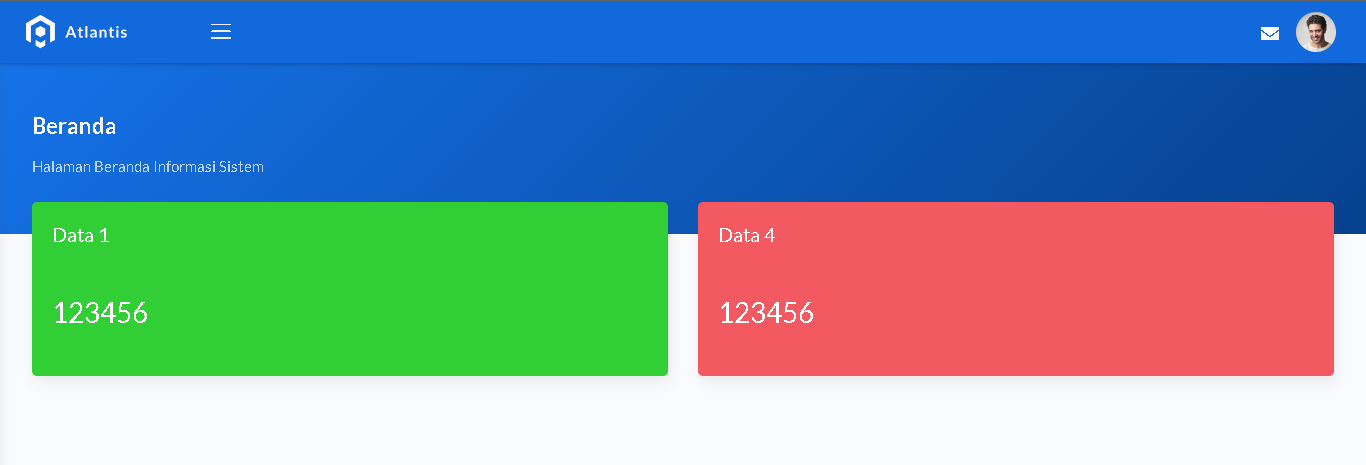 Atlantis
Beranda
Halaman Beranda Informasi Sistem
Data 1
123456
Data 4
123456